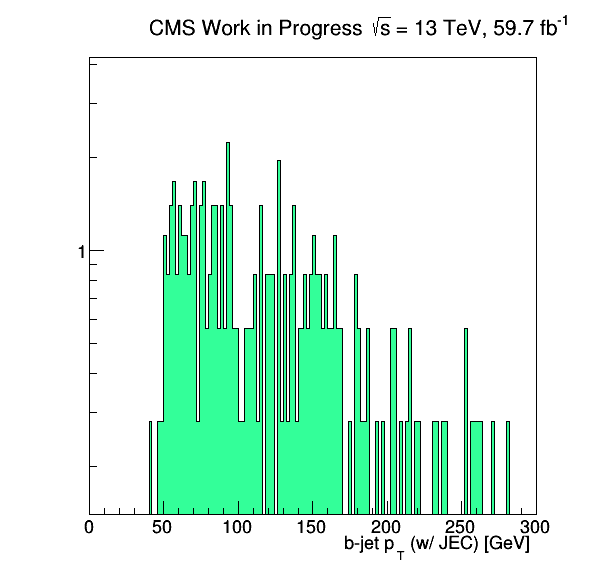 CMS Work in Progress √s = 13 TeV, 59.7 fb⁻¹
1
0 50 100 150 200 250 300
b-jet p_T (w/ JEC) [GeV]